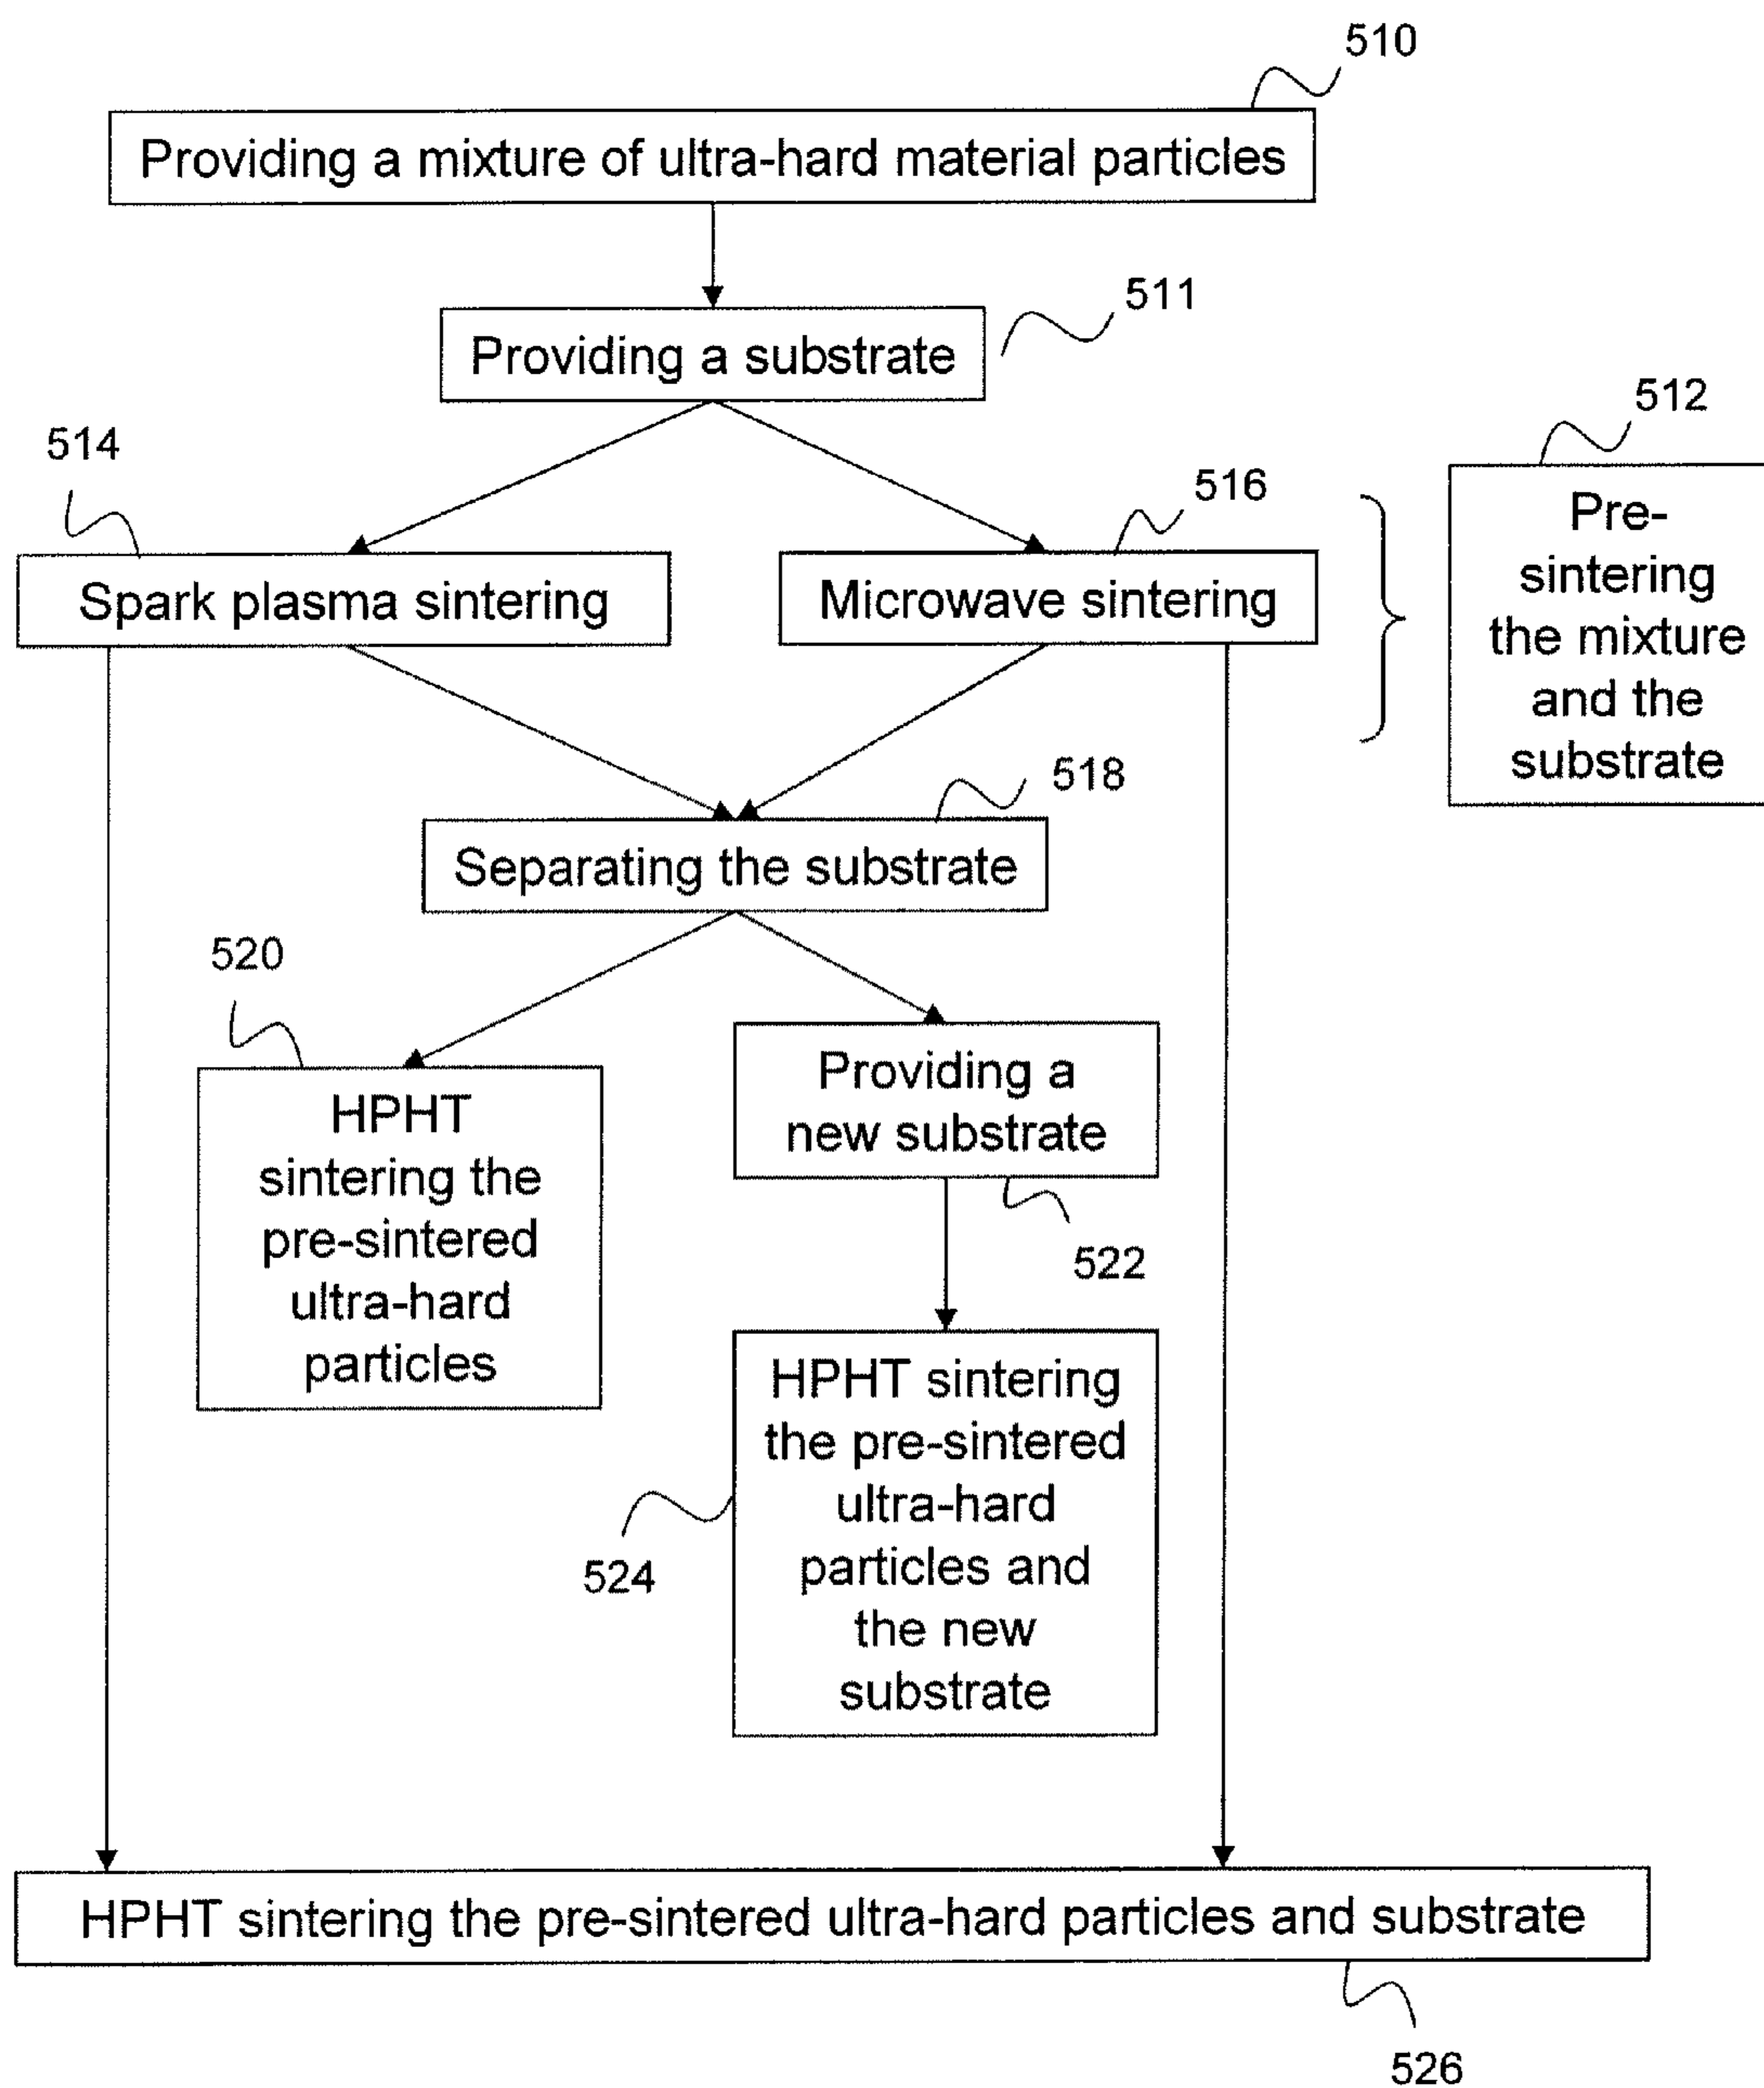 510
Providing a mixture of ultra-hard material particles
511
Providing a substrate
512
Pre-
sintering
the mixture
and the
substrate
514
Spark plasma sintering
516
Microwave sintering
518
Separating the substrate
520
HPHT
sintering the
pre-sintered
ultra-hard
particles
Providing a
new substrate
522
HPHT sintering
the pre-sintered
ultra-hard
particles and
the new
substrate
524
HPHT sintering the pre-sintered ultra-hard particles and substrate
526